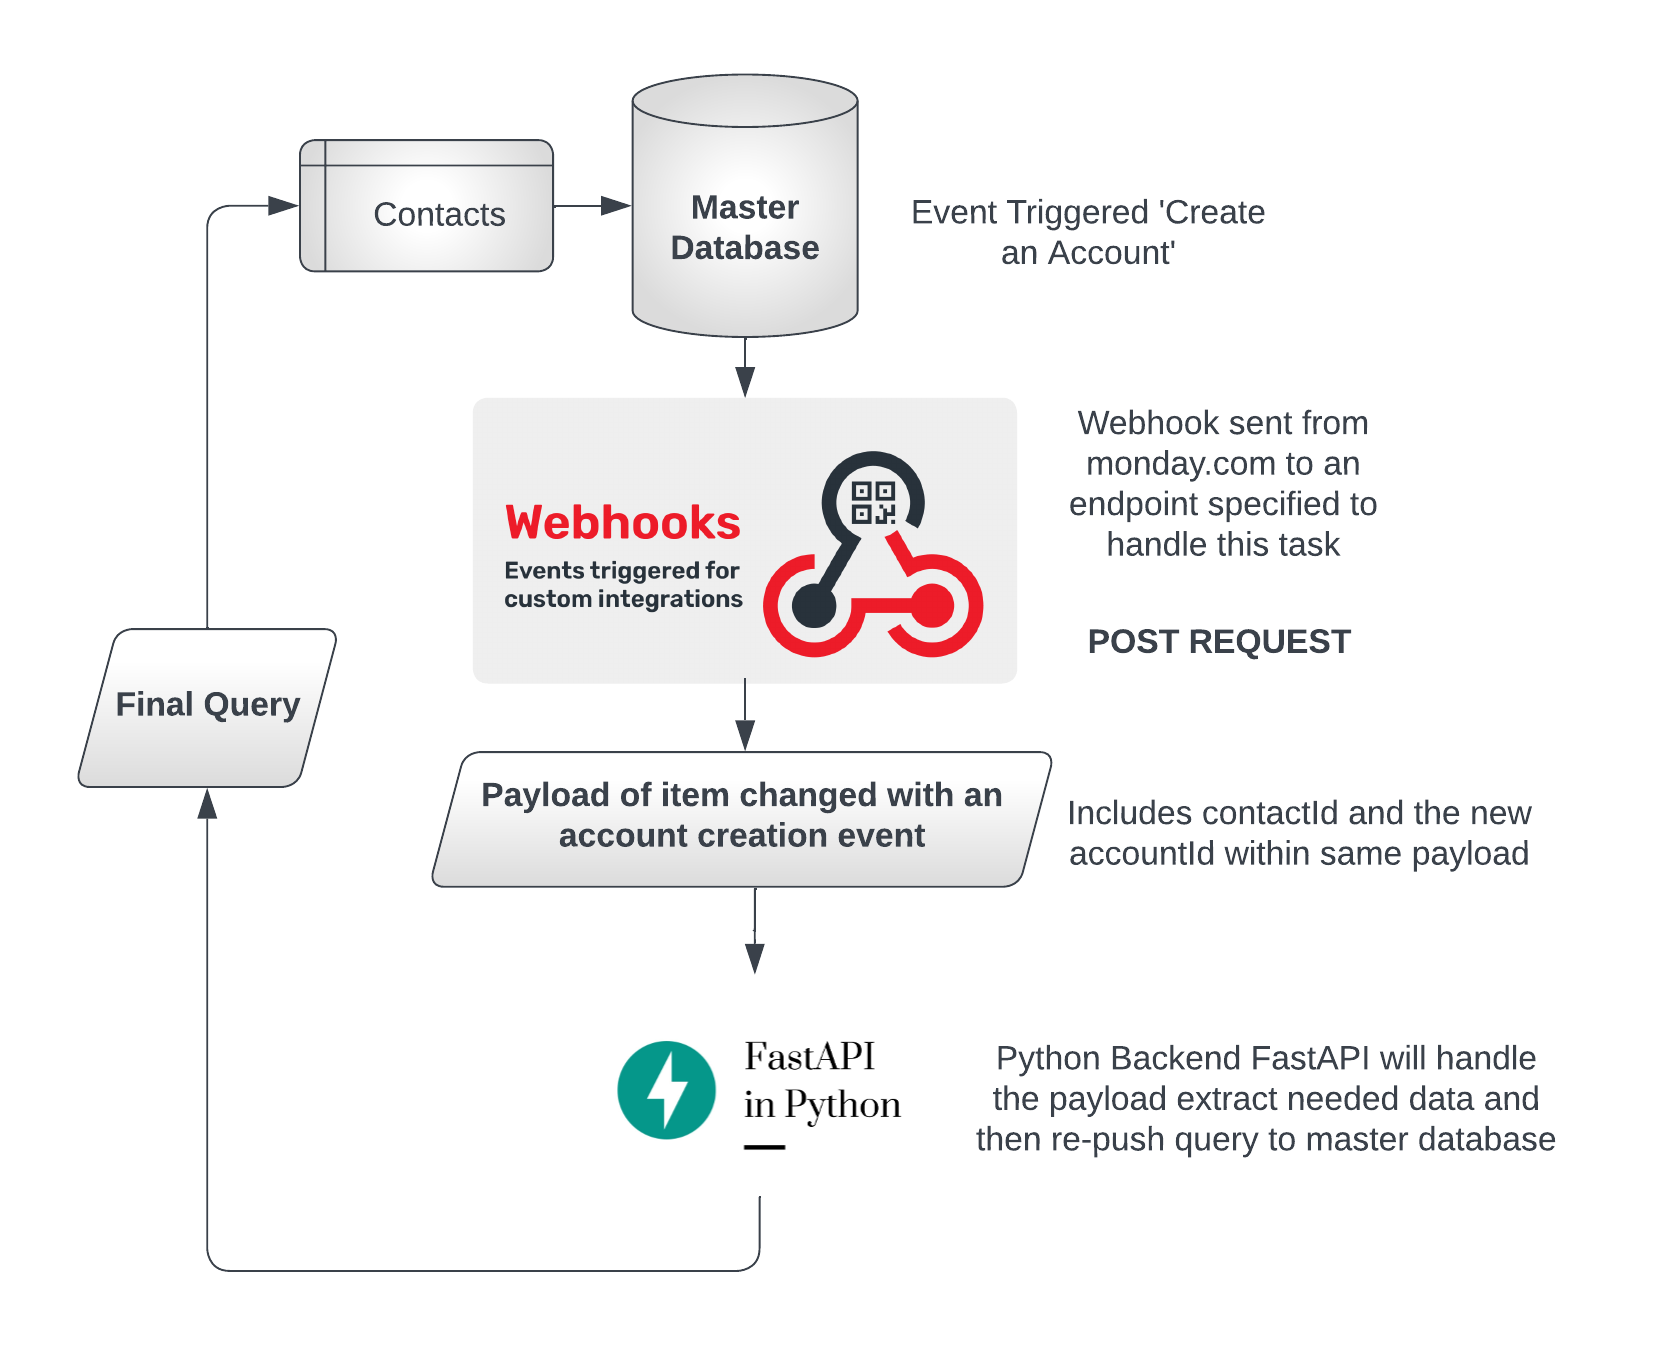 Contacts
Master
Database
Event Triggered 'Create
an Account'
Webhooks
Events triggered for
custom integrations
Webhook sent from
monday.com to an
endpoint specified to
handle this task
POST REQUEST
Final Query
Payload of item changed with an
account creation event
Includes contactId and the new
accountId within same payload
FastAPI
in Python
Python Backend FastAPI will handle
the payload extract needed data and
then re-push query to master database